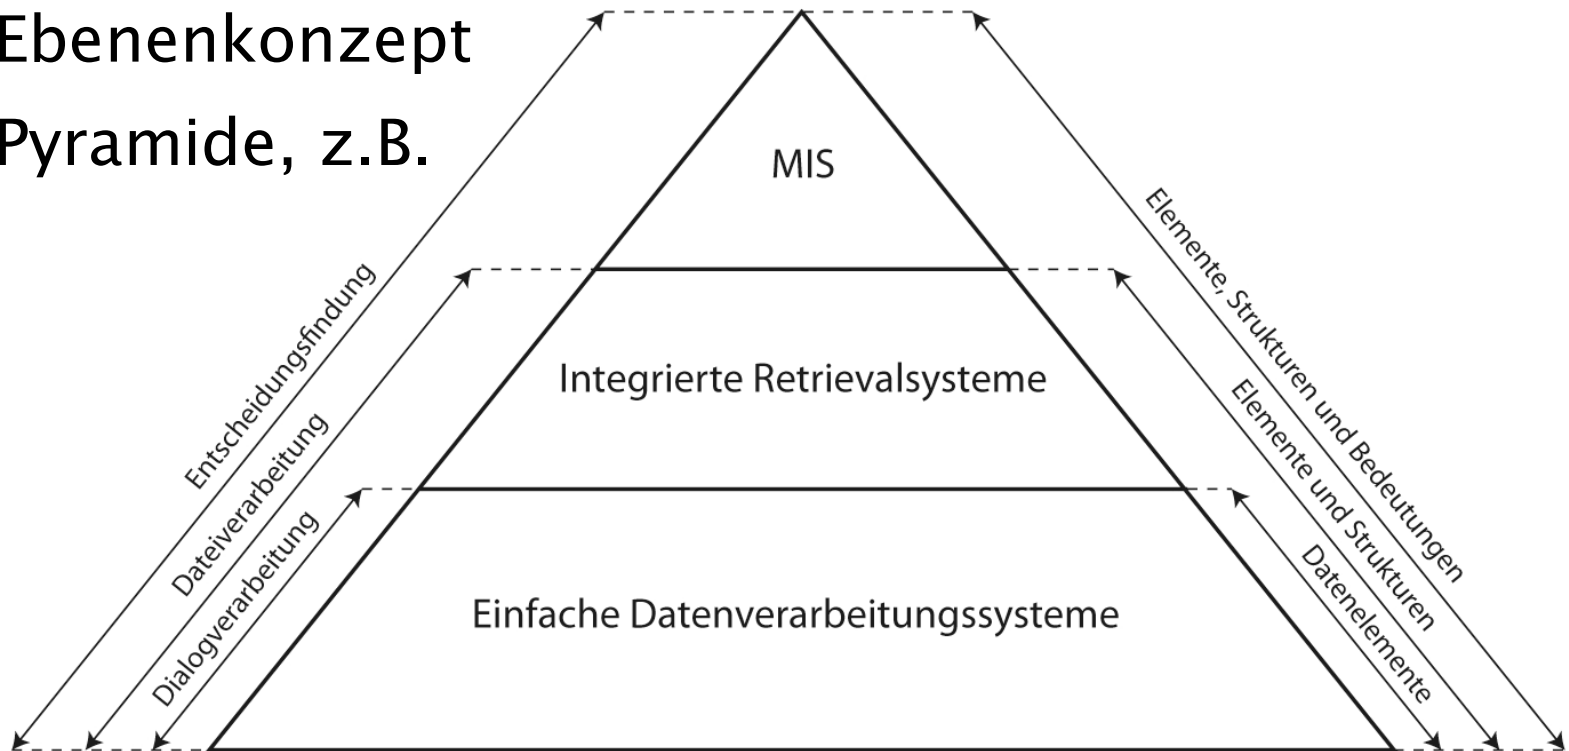 Ebenenkonzept
Pyramide, z.B.
MIS
Integrierte Retrievalsysteme
Einfache Datenverarbeitungssysteme
Entscheidungsfindung
Dateiverarbeitung
Dialogverarbeitung
Elemente, Strukturen und Bedeutungen
Elemente und Strukturen
Datenelemente